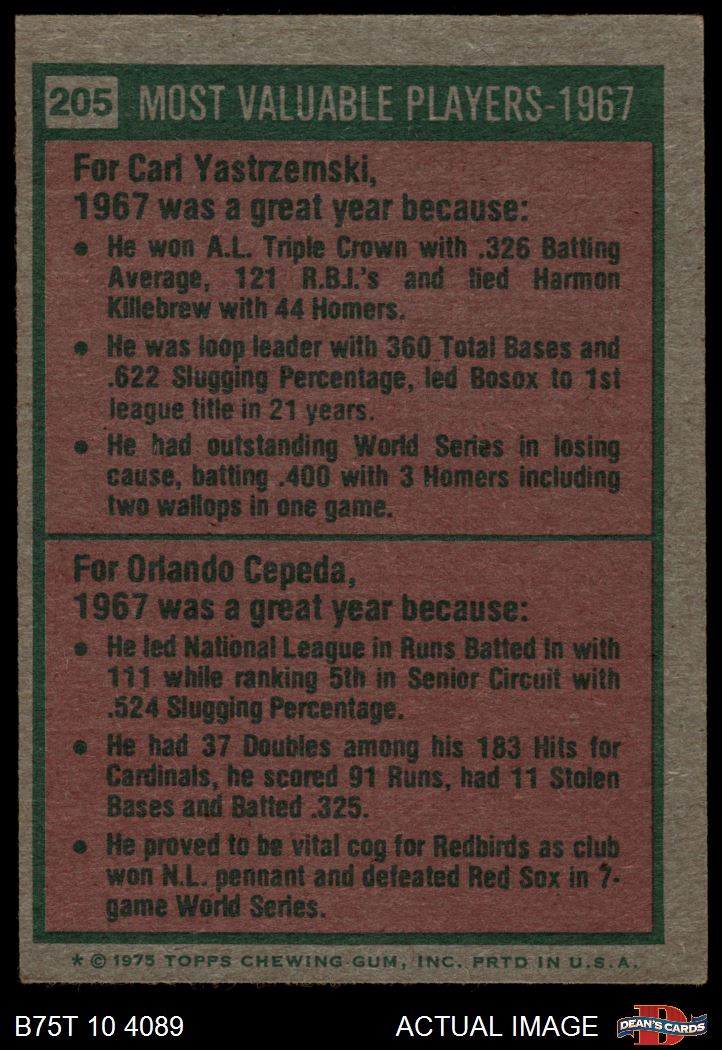 205 MOST VALUABLE PLAYERS-1967
For Carl Yastrzemski,
1967 was a great year because:
• He won A.L. Triple Crown with .326 Batting
Average, 121 R.B.I.'s and tied Harmon
Killebrew with 44 Homers.
• He was loop leader with 360 Total Bases and
.622 Slugging Percentage, led Bosox to 1st
league title in 21 years.
• He had outstanding World Series in losing
cause, batting .400 with 3 Homers including
two wallops in one game.
For Orlando Cepeda,
1967 was a great year because:
• He led National League in Runs Batted In with
111 while ranking 5th in Senior Circuit with
.524 Slugging Percentage.
• He had 37 Doubles among his 183 Hits for
Cardinals, he scored 91 Runs, had 11 Stolen
Bases and Batted .325.
• He proved to be vital cog for Redbirds as club
won N.L. pennant and defeated Red Sox in 7-
game World Series.
* © 1975 TOPPS CHEWING GUM, INC. PRTD IN U.S.A.
B75T 10 4089 ACTUAL IMAGE DEAN'S CARDS